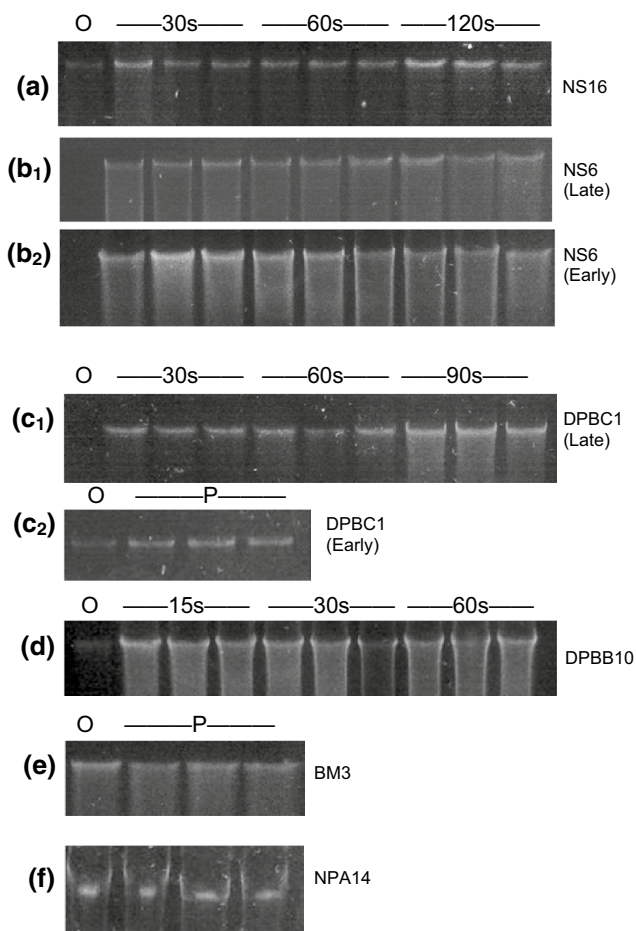 O ——30s—— ——60s—— ——120s——
(a) NS16
(b1) NS6
(Late)
(b2) NS6
(Early)
O ——30s—— ——60s—— ——90s——
(c1) DPBC1
(Late)
O ———P———
(c2) DPBC1
(Early)
O ——15s—— ——30s—— ——60s——
(d) DPBB10
O ———P———
(e) BM3
(f) NPA14